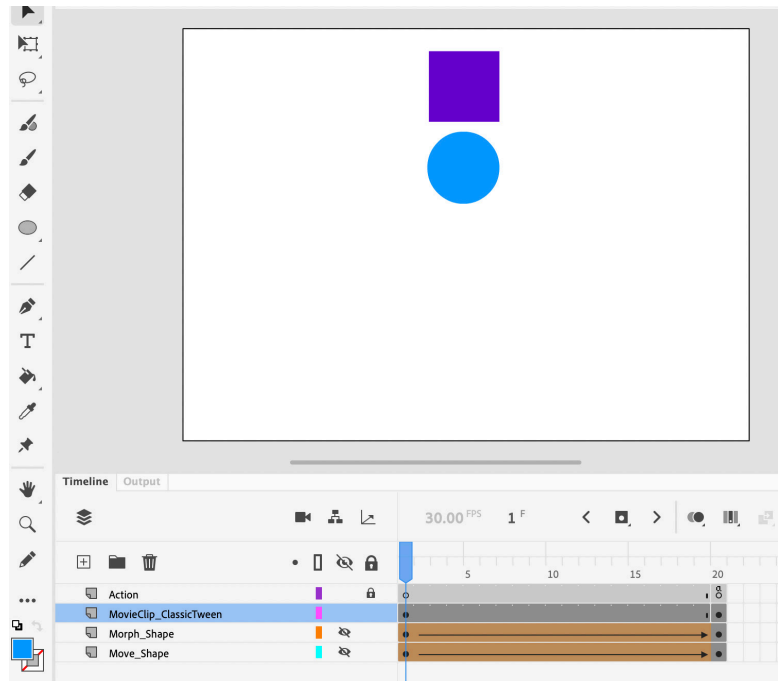 T
Timeline Output
30.00 FPS 1 F
5 10 15 20
Action
a
MovieClip_ClassicTween
Morph_Shape
Move_Shape